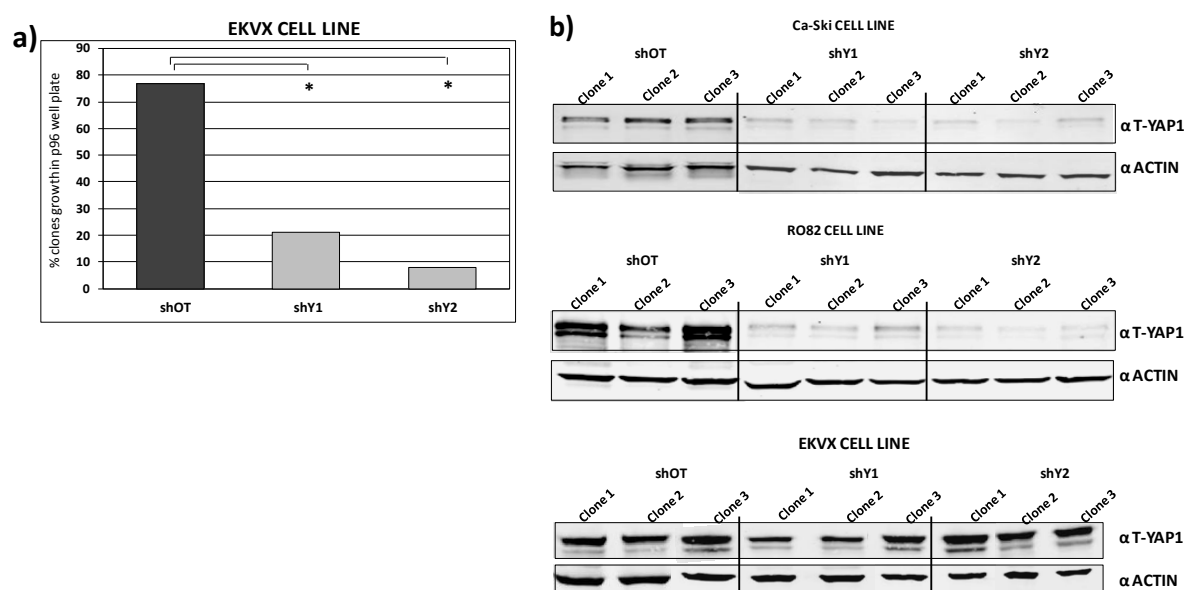 a)
EKVX CELL LINE
% clones growth in p96 well plate
90
80
70
60
50
40
30
20
10
0
* *
shOT shY1 shY2
b)
Ca-Ski CELL LINE
shOT shY1 shY2
Clone 1 Clone 2 Clone 3 Clone 1 Clone 2 Clone 3 Clone 1 Clone 2 Clone 3
α T-YAP1
α ACTIN
RO82 CELL LINE
shOT shY1 shY2
Clone 1 Clone 2 Clone 3 Clone 1 Clone 2 Clone 3 Clone 1 Clone 2 Clone 3
α T-YAP1
α ACTIN
EKVX CELL LINE
shOT shY1 shY2
Clone 1 Clone 2 Clone 3 Clone 1 Clone 2 Clone 3 Clone 1 Clone 2 Clone 3
α T-YAP1
α ACTIN